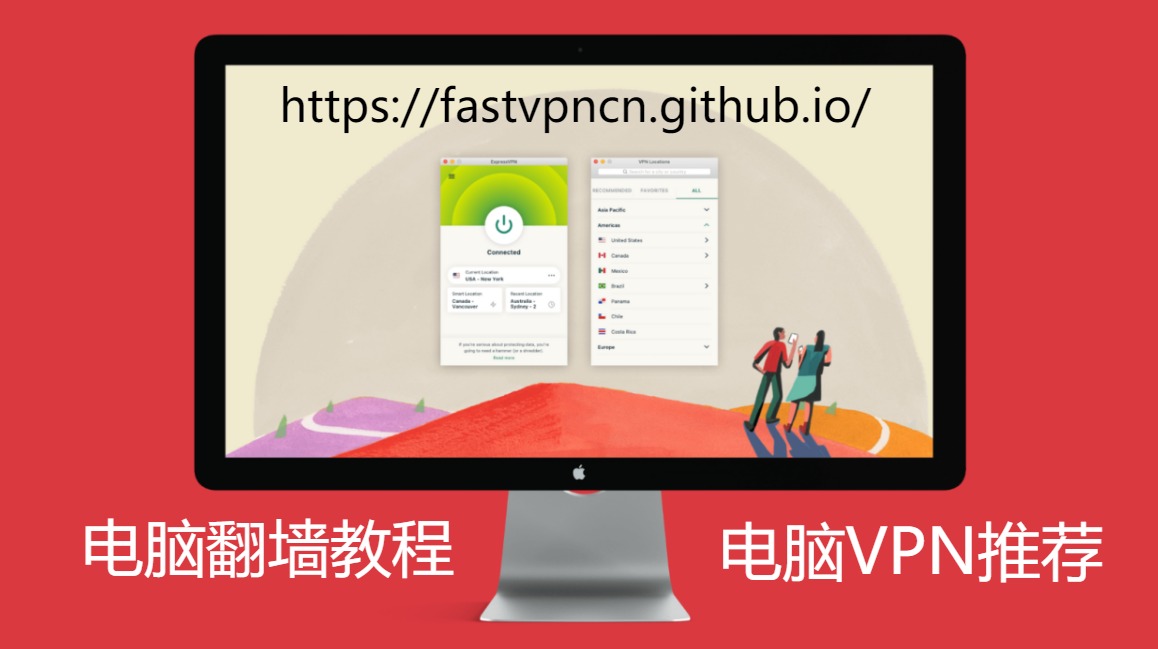 https://fastvpncn.github.io/
ExpressVPN
VPN Locations
Search for a city or country
RECOMMENDED FAVORITES ALL
Connected
Current Location
USA - New York
Smart Location
Canada -
Vancouver
Recent Location
Australia -
Sydney - 2
If you're serious about protecting data, you're
going to need a hammer (or a shredder).
Read more
Asia Pacific
Americas
United States
Canada
Mexico
Brazil
Panama
Chile
Costa Rica
Europe
电脑翻墙教程
电脑VPN推荐